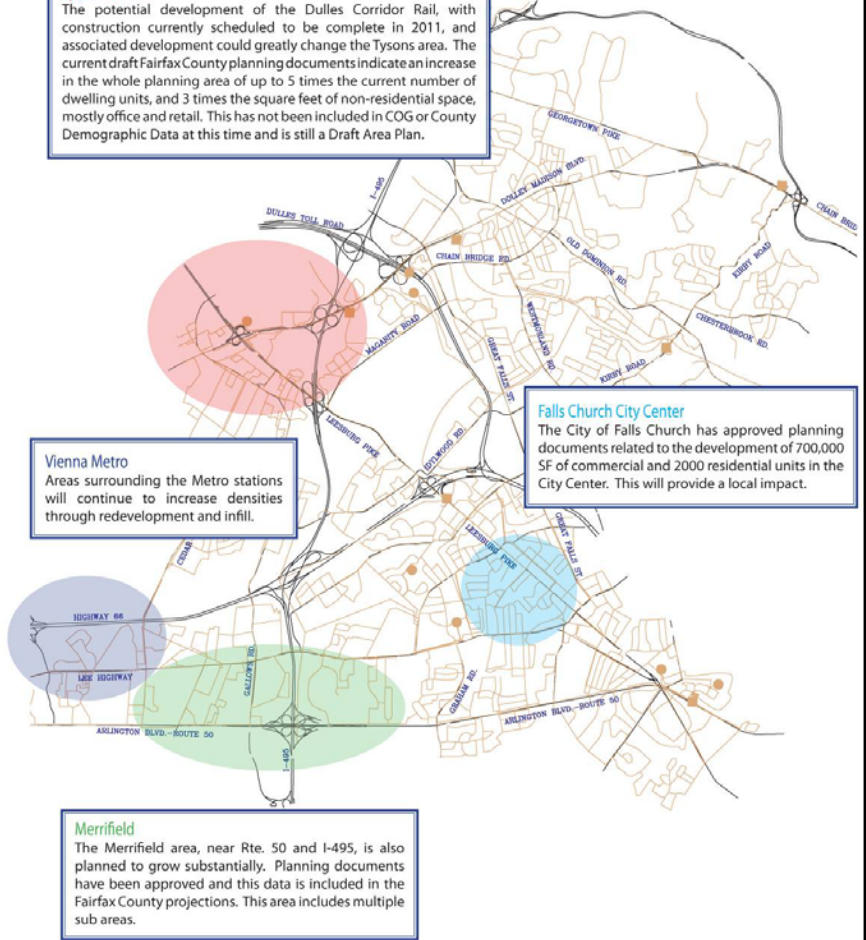 The potential development of the Dulles Corridor Rail, with
construction currently scheduled to be complete in 2011, and
associated development could greatly change the Tysons area. The
current draft Fairfax County planning documents indicate an increase
in the whole planning area of up to 5 times the current number of
dwelling units, and 3 times the square feet of non-residential space,
mostly office and retail. This has not been included in COG or County
Demographic Data at this time and is still a Draft Area Plan.
GEORGETOWN PIKE
I-495
DOLLEY MADISON BLVD.
DULLES TOLL ROAD
CHAIN BRID
CHAIN BRIDGE RD.
OLD DOMINION RD.
KIRBY ROAD
WESTMORLAND RD
CHESTERBROOK RD.
MAGARITY ROAD
GREAT FALLS ST.
KIRBY ROAD
LEESBURG PIKE
IDYLWOOD RD.
Falls Church City Center
The City of Falls Church has approved planning
documents related to the development of 700,000
SF of commercial and 2000 residential units in the
City Center. This will provide a local impact.
Vienna Metro
Areas surrounding the Metro stations
will continue to increase densities
through redevelopment and infill.
CEDAR
LEESBURG PIKE
GREAT FALLS ST
HIGHWAY 66
LEE HIGHWAY
GALLOWS RD.
GRAHAM RD.
ARLINGTON BLVD.-ROUTE 50
ARLINGTON BLVD.-ROUTE 50
I-495
Merrifield
The Merrifield area, near Rte. 50 and I-495, is also
planned to grow substantially. Planning documents
have been approved and this data is included in the
Fairfax County projections. This area includes multiple
sub areas.